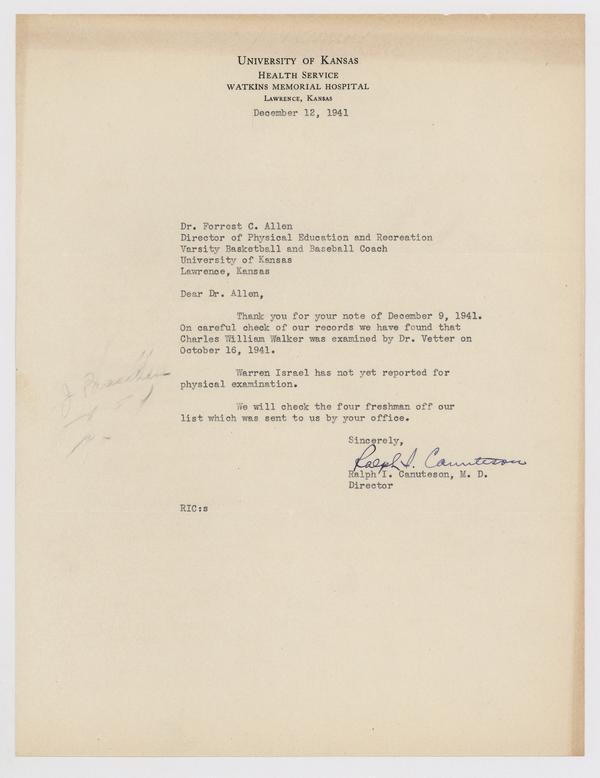 UNIVERSITY OF KANSAS
HEALTH SERVICE
WATKINS MEMORIAL HOSPITAL
LAWRENCE, KANSAS
December 12, 1941
Dr. Forrest C. Allen
Director of Physical Education and Recreation
Varsity Basketball and Baseball Coach
University of Kansas
Lawrence, Kansas
Dear Dr. Allen,
Thank you for your note of December 9, 1941.
On careful check of our records we have found that
Charles William Walker was examined by Dr. Vetter on
October 16, 1941.
Warren Israel has not yet reported for
physical examination.
We will check the four freshman off our
list which was sent to us by your office.
Sincerely,
Ralph I. Canuteson
Ralph I. Canuteson, M. D.
Director
RIC:s